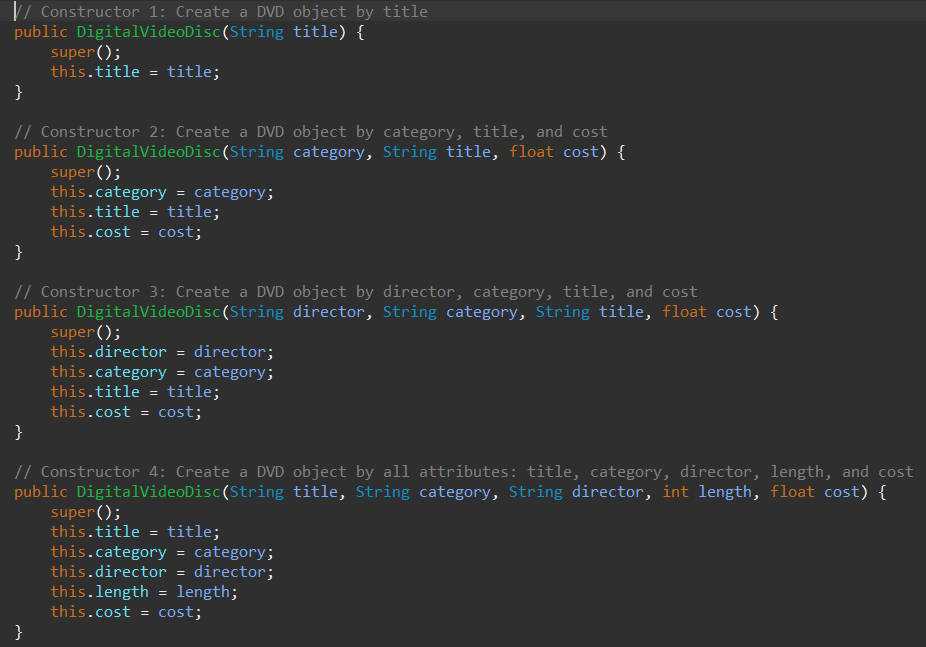 // Constructor 1: Create a DVD object by title
public DigitalVideoDisc(String title) {
    super();
    this.title = title;
}

// Constructor 2: Create a DVD object by category, title, and cost
public DigitalVideoDisc(String category, String title, float cost) {
    super();
    this.category = category;
    this.title = title;
    this.cost = cost;
}

// Constructor 3: Create a DVD object by director, category, title, and cost
public DigitalVideoDisc(String director, String category, String title, float cost) {
    super();
    this.director = director;
    this.category = category;
    this.title = title;
    this.cost = cost;
}

// Constructor 4: Create a DVD object by all attributes: title, category, director, length, and cost
public DigitalVideoDisc(String title, String category, String director, int length, float cost) {
    super();
    this.title = title;
    this.category = category;
    this.director = director;
    this.length = length;
    this.cost = cost;
}